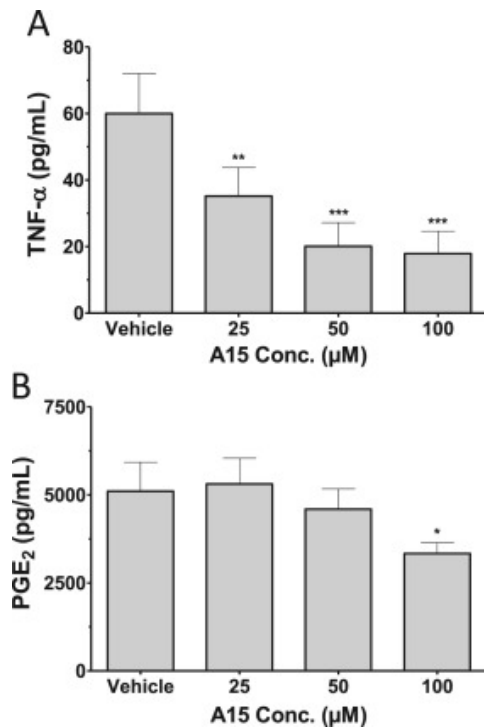 A
80
60
40
20
0
TNF-α (pg/mL)
**
***
***
Vehicle 25 50 100
A15 Conc. (µM)
B
7500
5000
2500
0
PGE₂ (pg/mL)
*
Vehicle 25 50 100
A15 Conc. (µM)